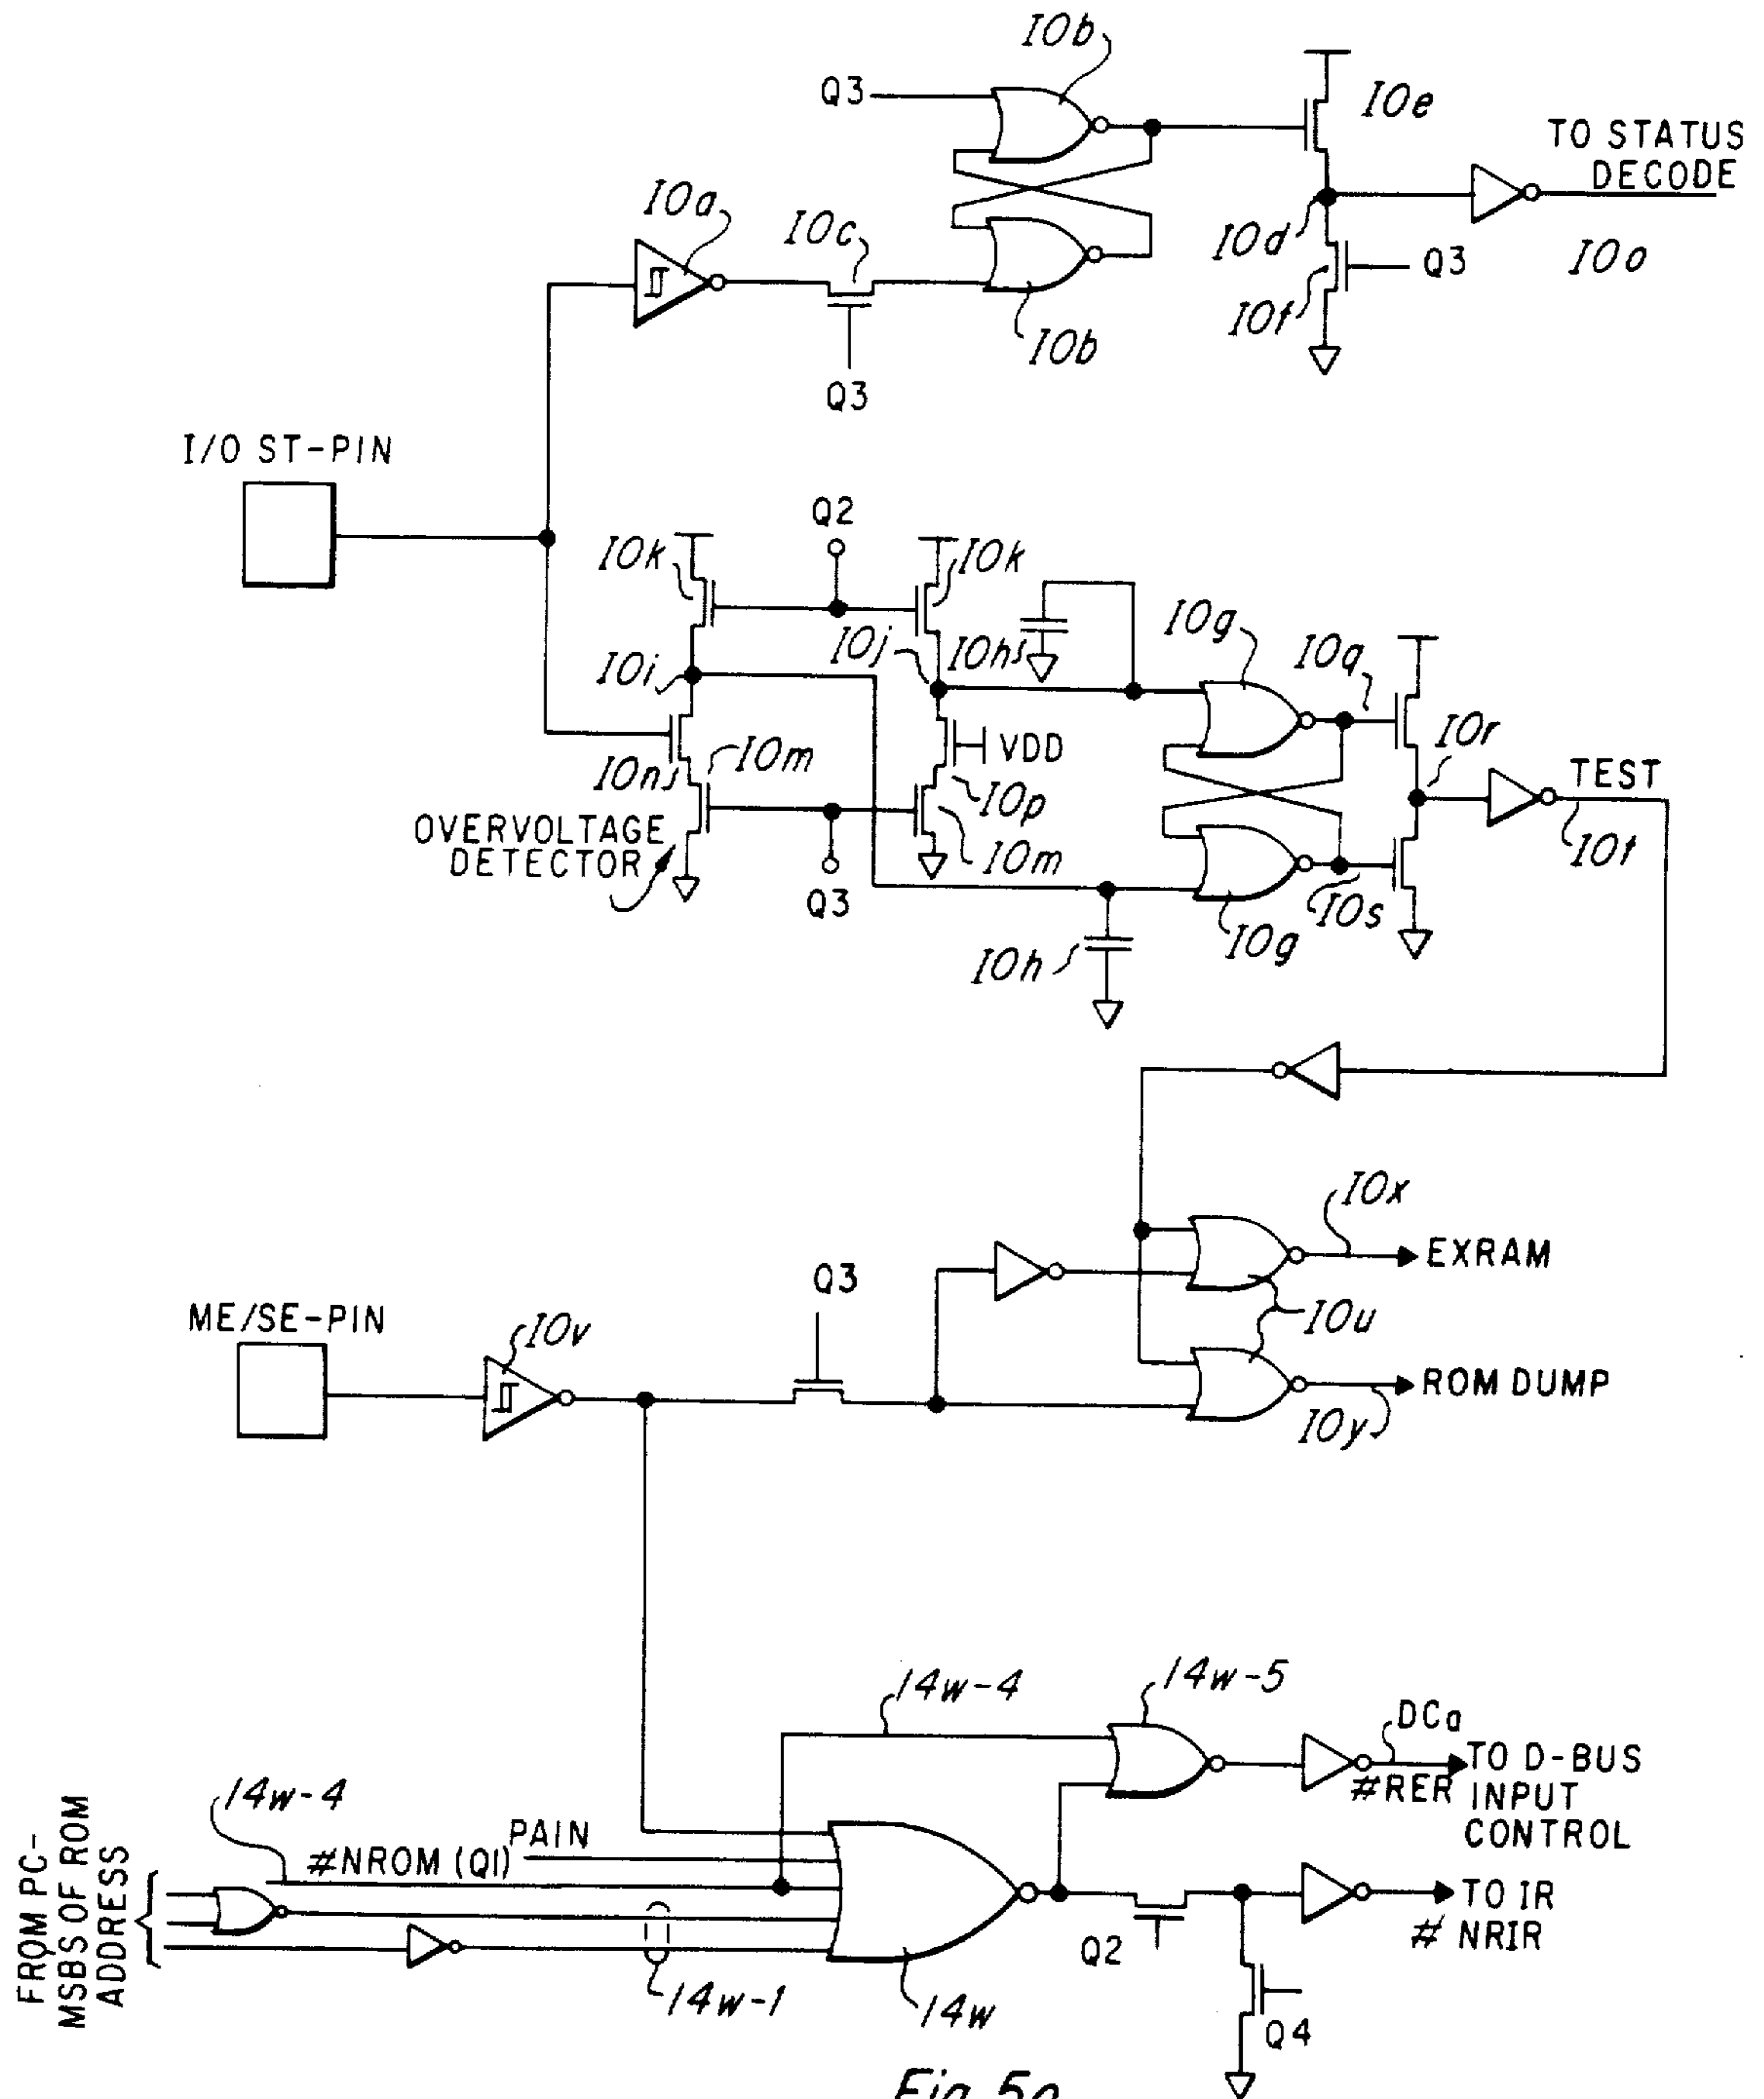 10b
Q3
10e
TO STATUS
DECODE
10a
10c
10d
Q3
10o
10f
10b
Q3
I/O ST-PIN
Q2
10k
10k
10g
10q
10j
10h
10i
10r
VDD
10m
10n
TEST
10p
OVERVOLTAGE
DETECTOR
10m
10t
Q3
10s
10g
10h
10x
EXRAM
Q3
10u
ME/SE-PIN
10v
ROM DUMP
10y
14w-4
14w-5
DCa
TO D-BUS
INPUT
CONTROL
#RER
14w-4
PAIN
#NROM (Q1)
FROM PC-
MSBS OF ROM
ADDRESS
TO IR
# NRIR
Q2
14w-1
14w
Q4
Fig. 5a